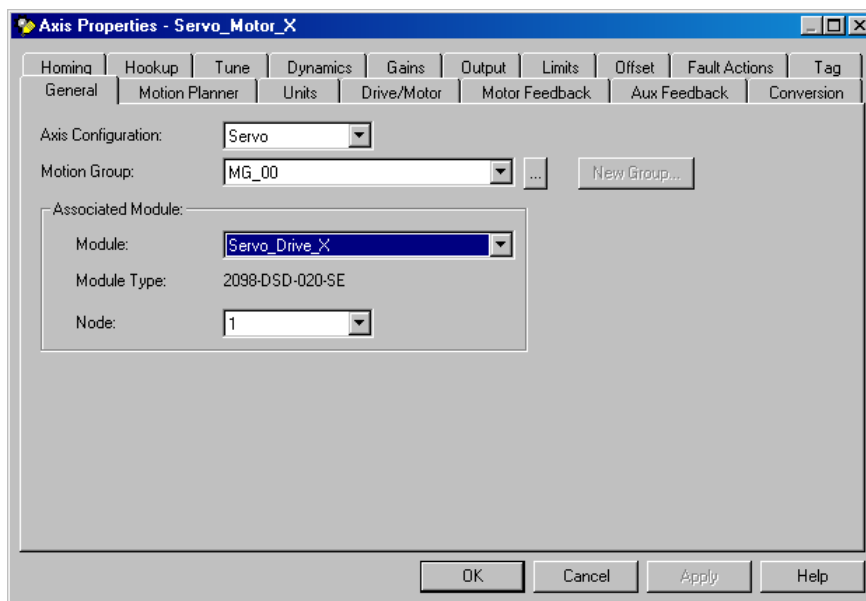 Axis Properties - Servo_Motor_X
Homing Hookup Tune Dynamics Gains Output Limits Offset Fault Actions Tag
General Motion Planner Units Drive/Motor Motor Feedback Aux Feedback Conversion
Axis Configuration: Servo
Motion Group: MG_00 ... New Group...
Associated Module:
Module: Servo_Drive_X
Module Type: 2098-DSD-020-SE
Node: 1
OK Cancel Apply Help